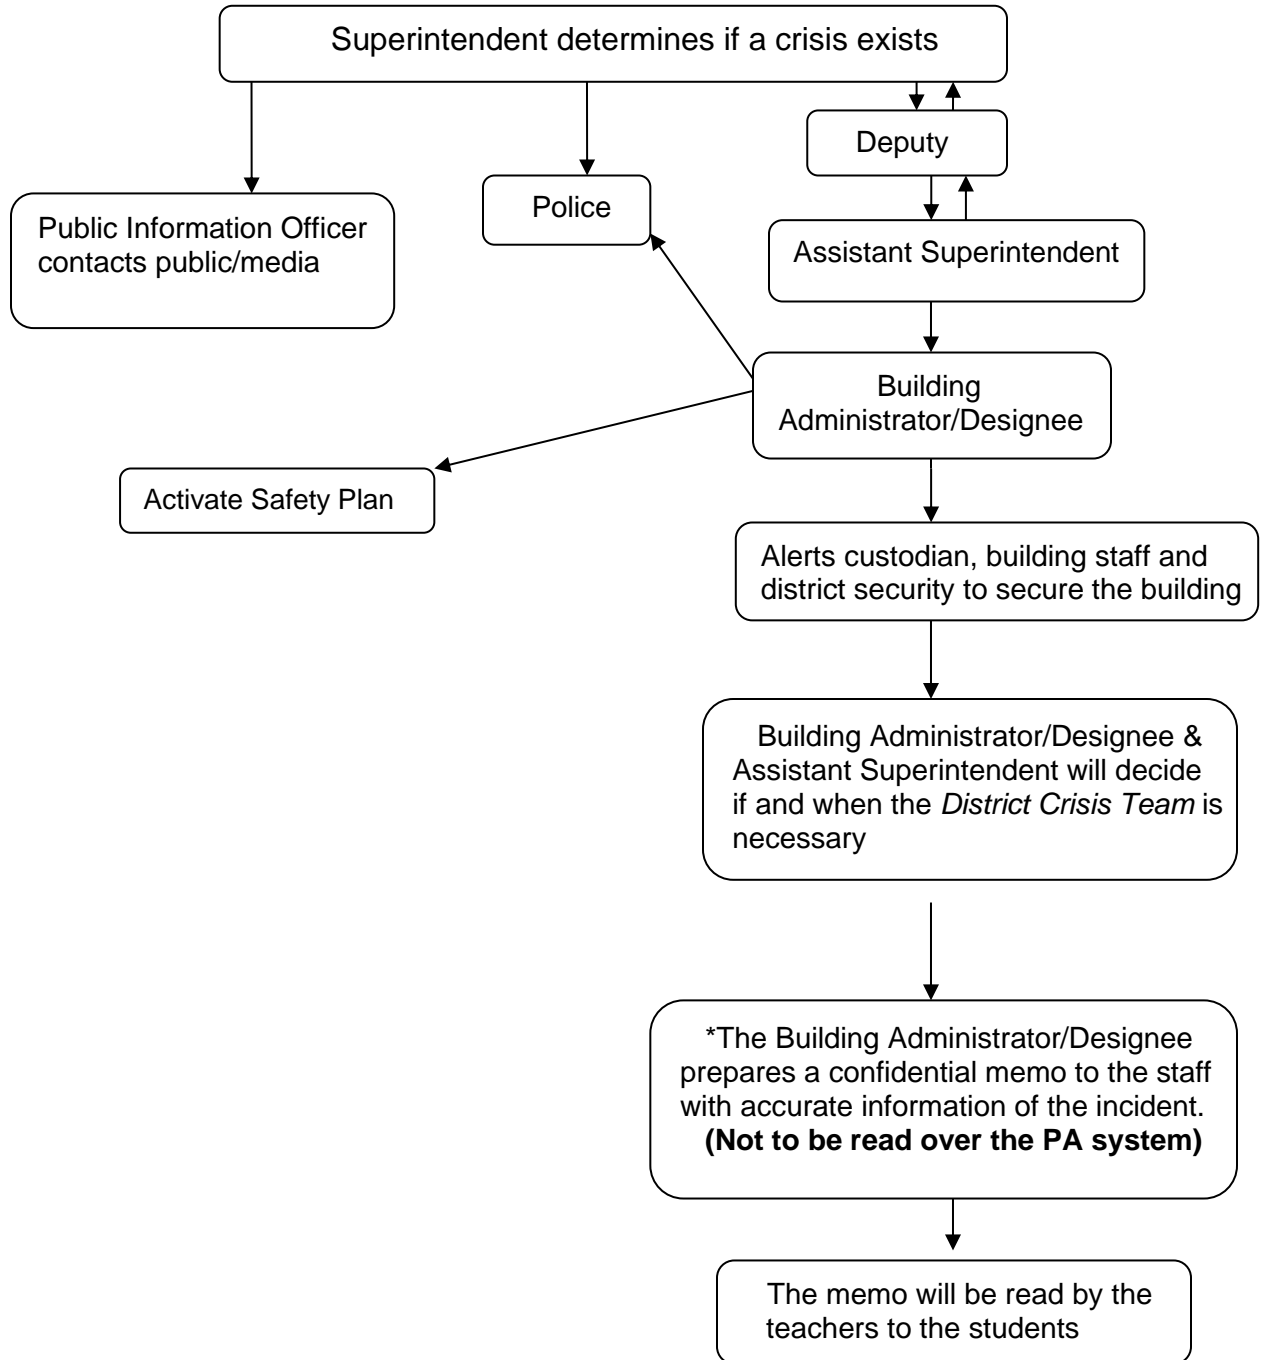 Superintendent determines if a crisis exists
Deputy
Police
Public Information Officer
contacts public/media
Assistant Superintendent
Building
Administrator/Designee
Activate Safety Plan
Alerts custodian, building staff and
district security to secure the building
Building Administrator/Designee &
Assistant Superintendent will decide
if and when the District Crisis Team is
necessary
*The Building Administrator/Designee
prepares a confidential memo to the staff
with accurate information of the incident.
(Not to be read over the PA system)
The memo will be read by the
teachers to the students